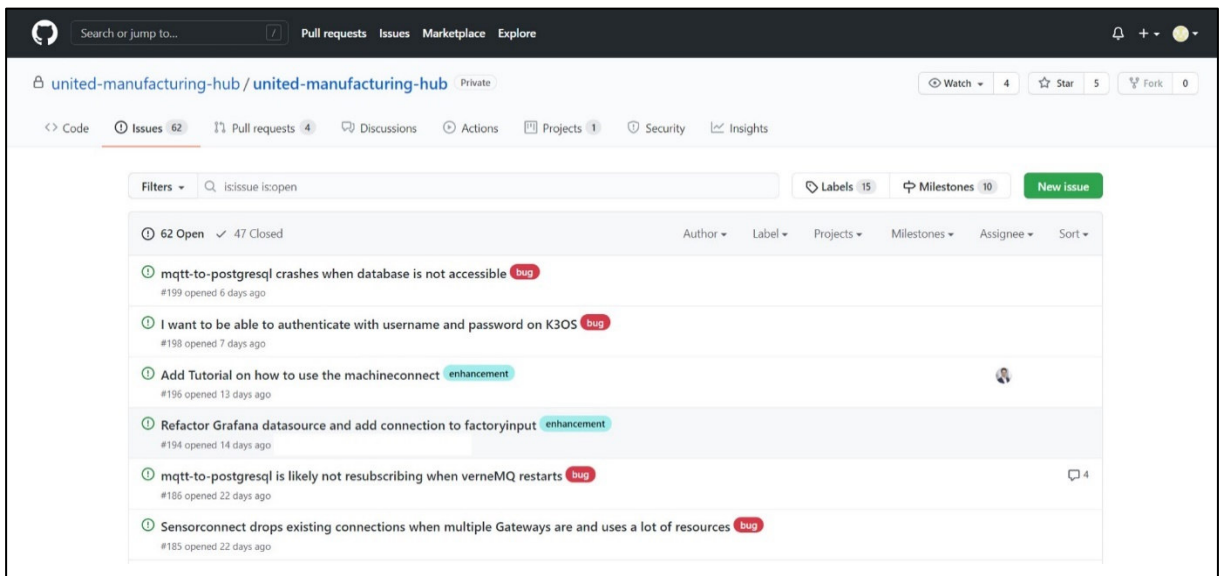 Search or jump to... / Pull requests Issues Marketplace Explore
united-manufacturing-hub / united-manufacturing-hub Private Watch 4 Star 5 Fork 0
Code Issues 62 Pull requests 4 Discussions Actions Projects 1 Security Insights
Filters is:issue is:open Labels 15 Milestones 10 New issue
62 Open 47 Closed Author Label Projects Milestones Assignee Sort
mqtt-to-postgresql crashes when database is not accessible bug
#199 opened 6 days ago
I want to be able to authenticate with username and password on K3OS bug
#198 opened 7 days ago
Add Tutorial on how to use the machineconnect enhancement
#196 opened 13 days ago
Refactor Grafana datasource and add connection to factoryinput enhancement
#194 opened 14 days ago
mqtt-to-postgresql is likely not resubscribing when verneMQ restarts bug 4
#186 opened 22 days ago
Sensorconnect drops existing connections when multiple Gateways are and uses a lot of resources bug
#185 opened 22 days ago